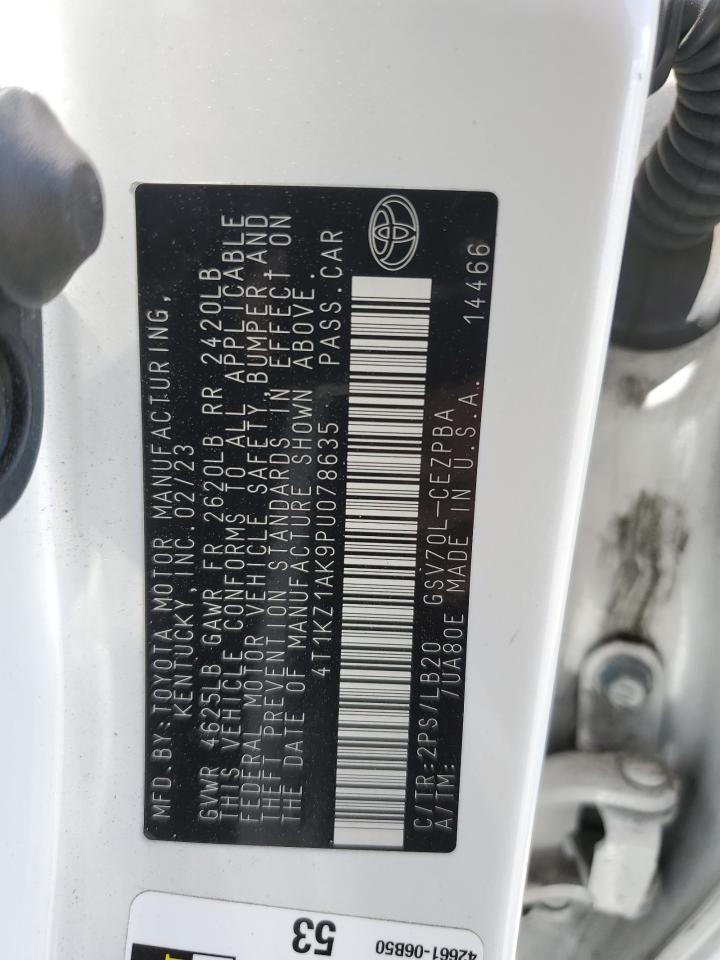 MFD. BY: TOYOTA MOTOR MANUFACTURING,
KENTUCKY, INC. 02/23
GVWR 4625LB GAWR FR 2620LB RR 2420LB
THIS VEHICLE CONFORMS TO ALL APPLICABLE
FEDERAL MOTOR VEHICLE SAFETY, BUMPER, AND
THEFT PREVENTION STANDARDS IN EFFECT ON
THE DATE OF MANUFACTURE SHOWN ABOVE.
4T1KZ1AK9PU078635 PASS.CAR
C/TR: 2PS/LB20 GSV70L-CEZPBA
A/TM: /UA80E MADE IN U.S.A. 14466
53
42661-06B50